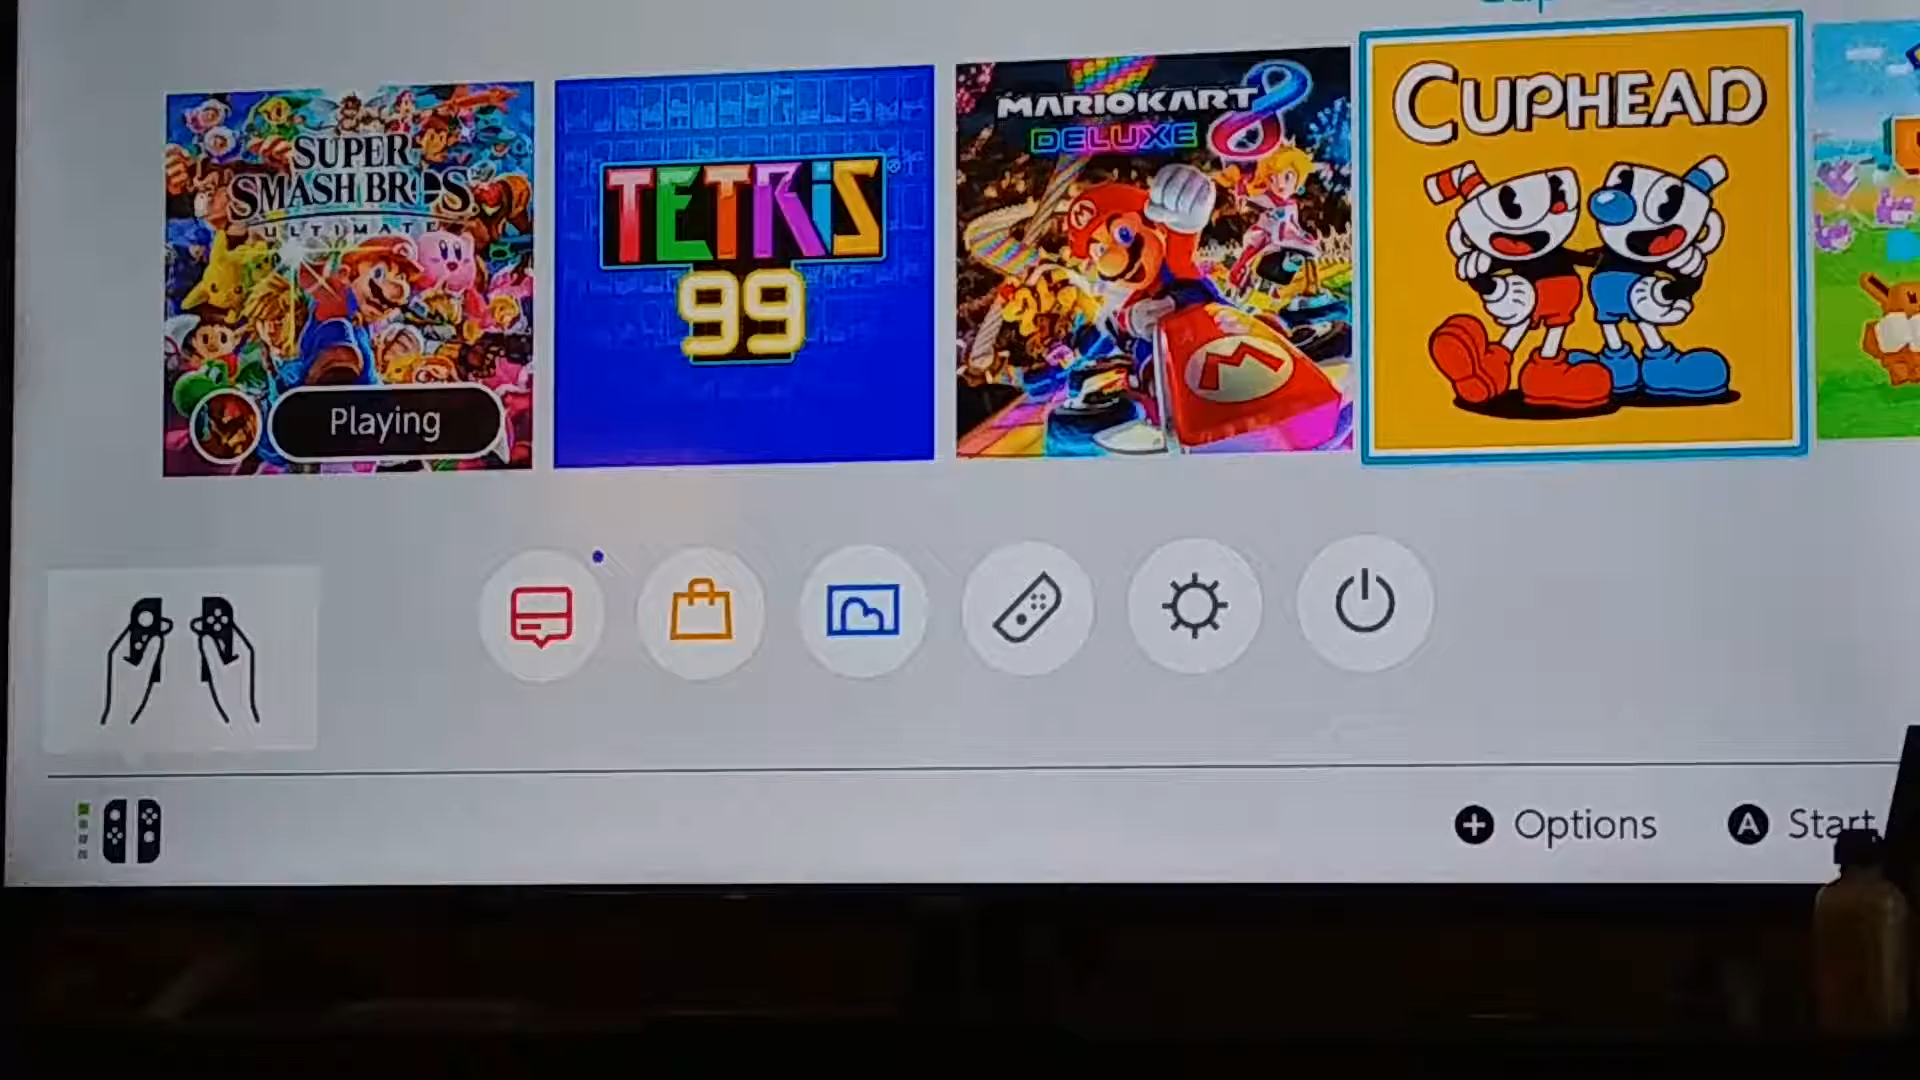 SUPER
SMASH BROS.
ULTIMATE
Playing
TETRIS®
99
MARIOKART 8
DELUXE
M
M
CUPHEAD
Options
A Start